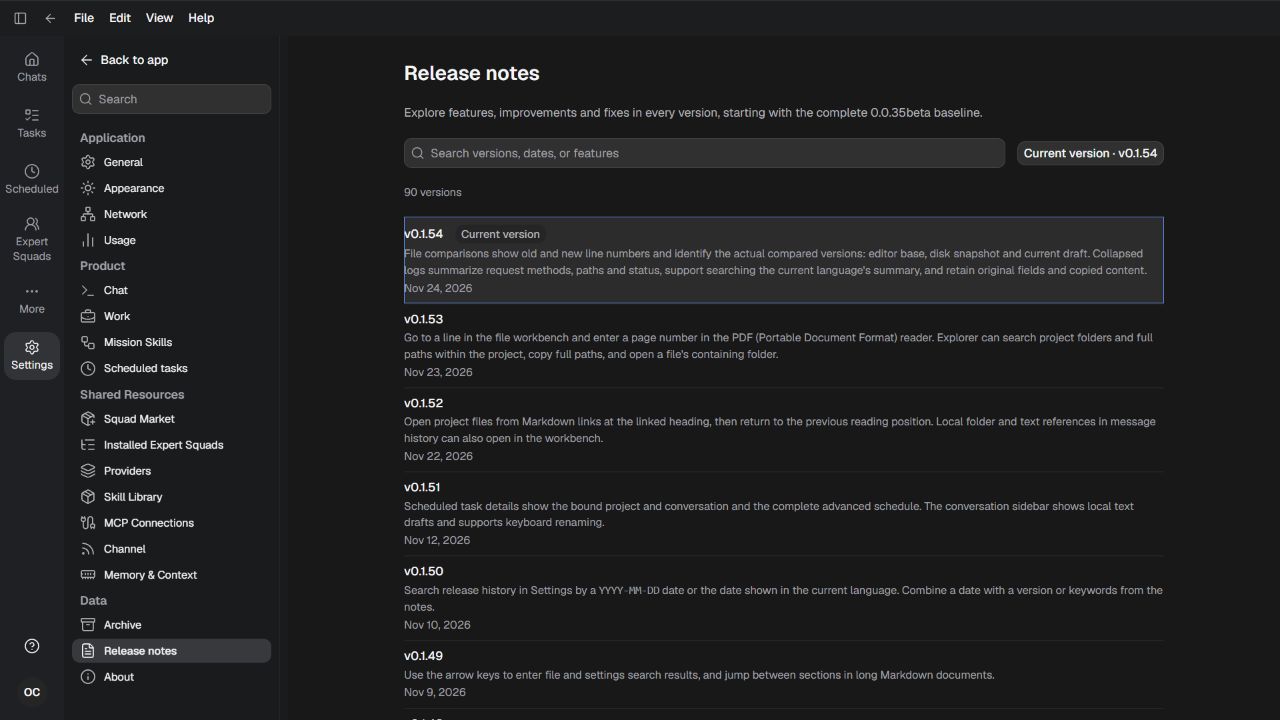 File Edit View Help
Chats
Tasks
Scheduled
Expert
Squads
More
Settings
OC
Back to app
Search
Application
General
Appearance
Network
Usage
Product
Chat
Work
Mission Skills
Scheduled tasks
Shared Resources
Squad Market
Installed Expert Squads
Providers
Skill Library
MCP Connections
Channel
Memory & Context
Data
Archive
Release notes
About
Release notes
Explore features, improvements and fixes in every version, starting with the complete 0.0.35beta baseline.
Search versions, dates, or features
Current version · v0.1.54
90 versions
v0.1.54 Current version
File comparisons show old and new line numbers and identify the actual compared versions: editor base, disk snapshot and current draft. Collapsed
logs summarize request methods, paths and status, support searching the current language's summary, and retain original fields and copied content.
Nov 24, 2026
v0.1.53
Go to a line in the file workbench and enter a page number in the PDF (Portable Document Format) reader. Explorer can search project folders and full
paths within the project, copy full paths, and open a file's containing folder.
Nov 23, 2026
v0.1.52
Open project files from Markdown links at the linked heading, then return to the previous reading position. Local folder and text references in message
history can also open in the workbench.
Nov 22, 2026
v0.1.51
Scheduled task details show the bound project and conversation and the complete advanced schedule. The conversation sidebar shows local text
drafts and supports keyboard renaming.
Nov 12, 2026
v0.1.50
Search release history in Settings by a YYYY-MM-DD date or the date shown in the current language. Combine a date with a version or keywords from the
notes.
Nov 10, 2026
v0.1.49
Use the arrow keys to enter file and settings search results, and jump between sections in long Markdown documents.
Nov 9, 2026